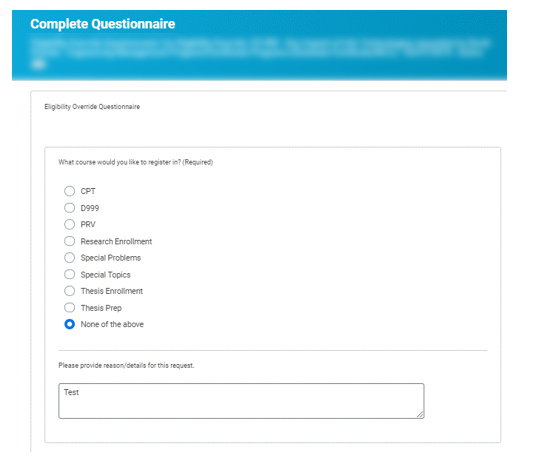 Complete Questionnaire
Eligibility Override Questionnaire
What course would you like to register in? (Required)
CPT
D999
PRV
Research Enrollment
Special Problems
Special Topics
Thesis Enrollment
Thesis Prep
None of the above
Please provide reason/details for this request.
Test